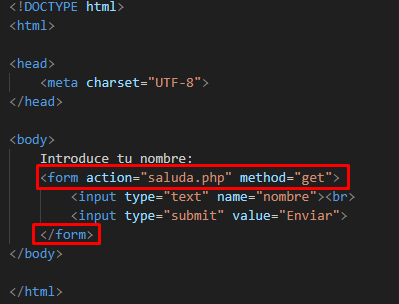 <!DOCTYPE html>
<html>
<head>
<meta charset="UTF-8">
</head>
<body>
Introduce tu nombre:
<form action="saluda.php" method="get">
<input type="text" name="nombre"><br>
<input type="submit" value="Enviar">
</form>
</body>
</html>